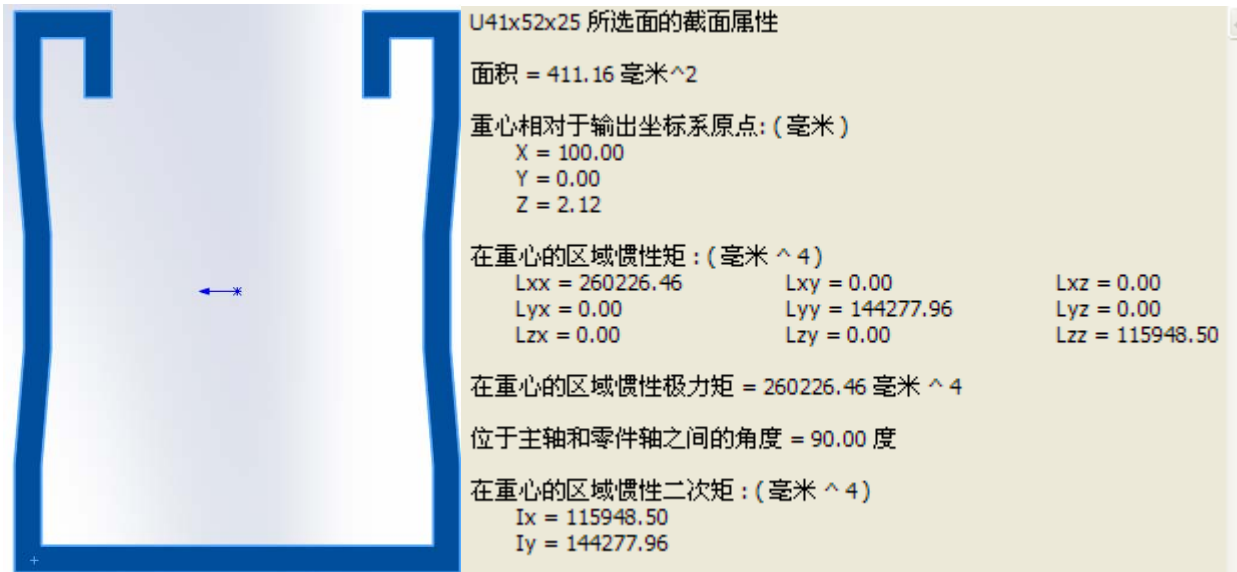 U41x52x25 所选面的截面属性
面积 = 411.16 毫米^2
重心相对于输出坐标系原点: ( 毫米 )
X = 100.00
Y = 0.00
Z = 2.12
在重心的区域惯性矩 : ( 毫米 ^ 4 )
Lxx = 260226.46 Lxy = 0.00 Lxz = 0.00
Lyx = 0.00 Lyy = 144277.96 Lyz = 0.00
Lzx = 0.00 Lzy = 0.00 Lzz = 115948.50
在重心的区域惯性极力矩 = 260226.46 毫米 ^ 4
位于主轴和零件轴之间的角度 = 90.00 度
在重心的区域惯性二次矩 : ( 毫米 ^ 4 )
Ix = 115948.50
Iy = 144277.96